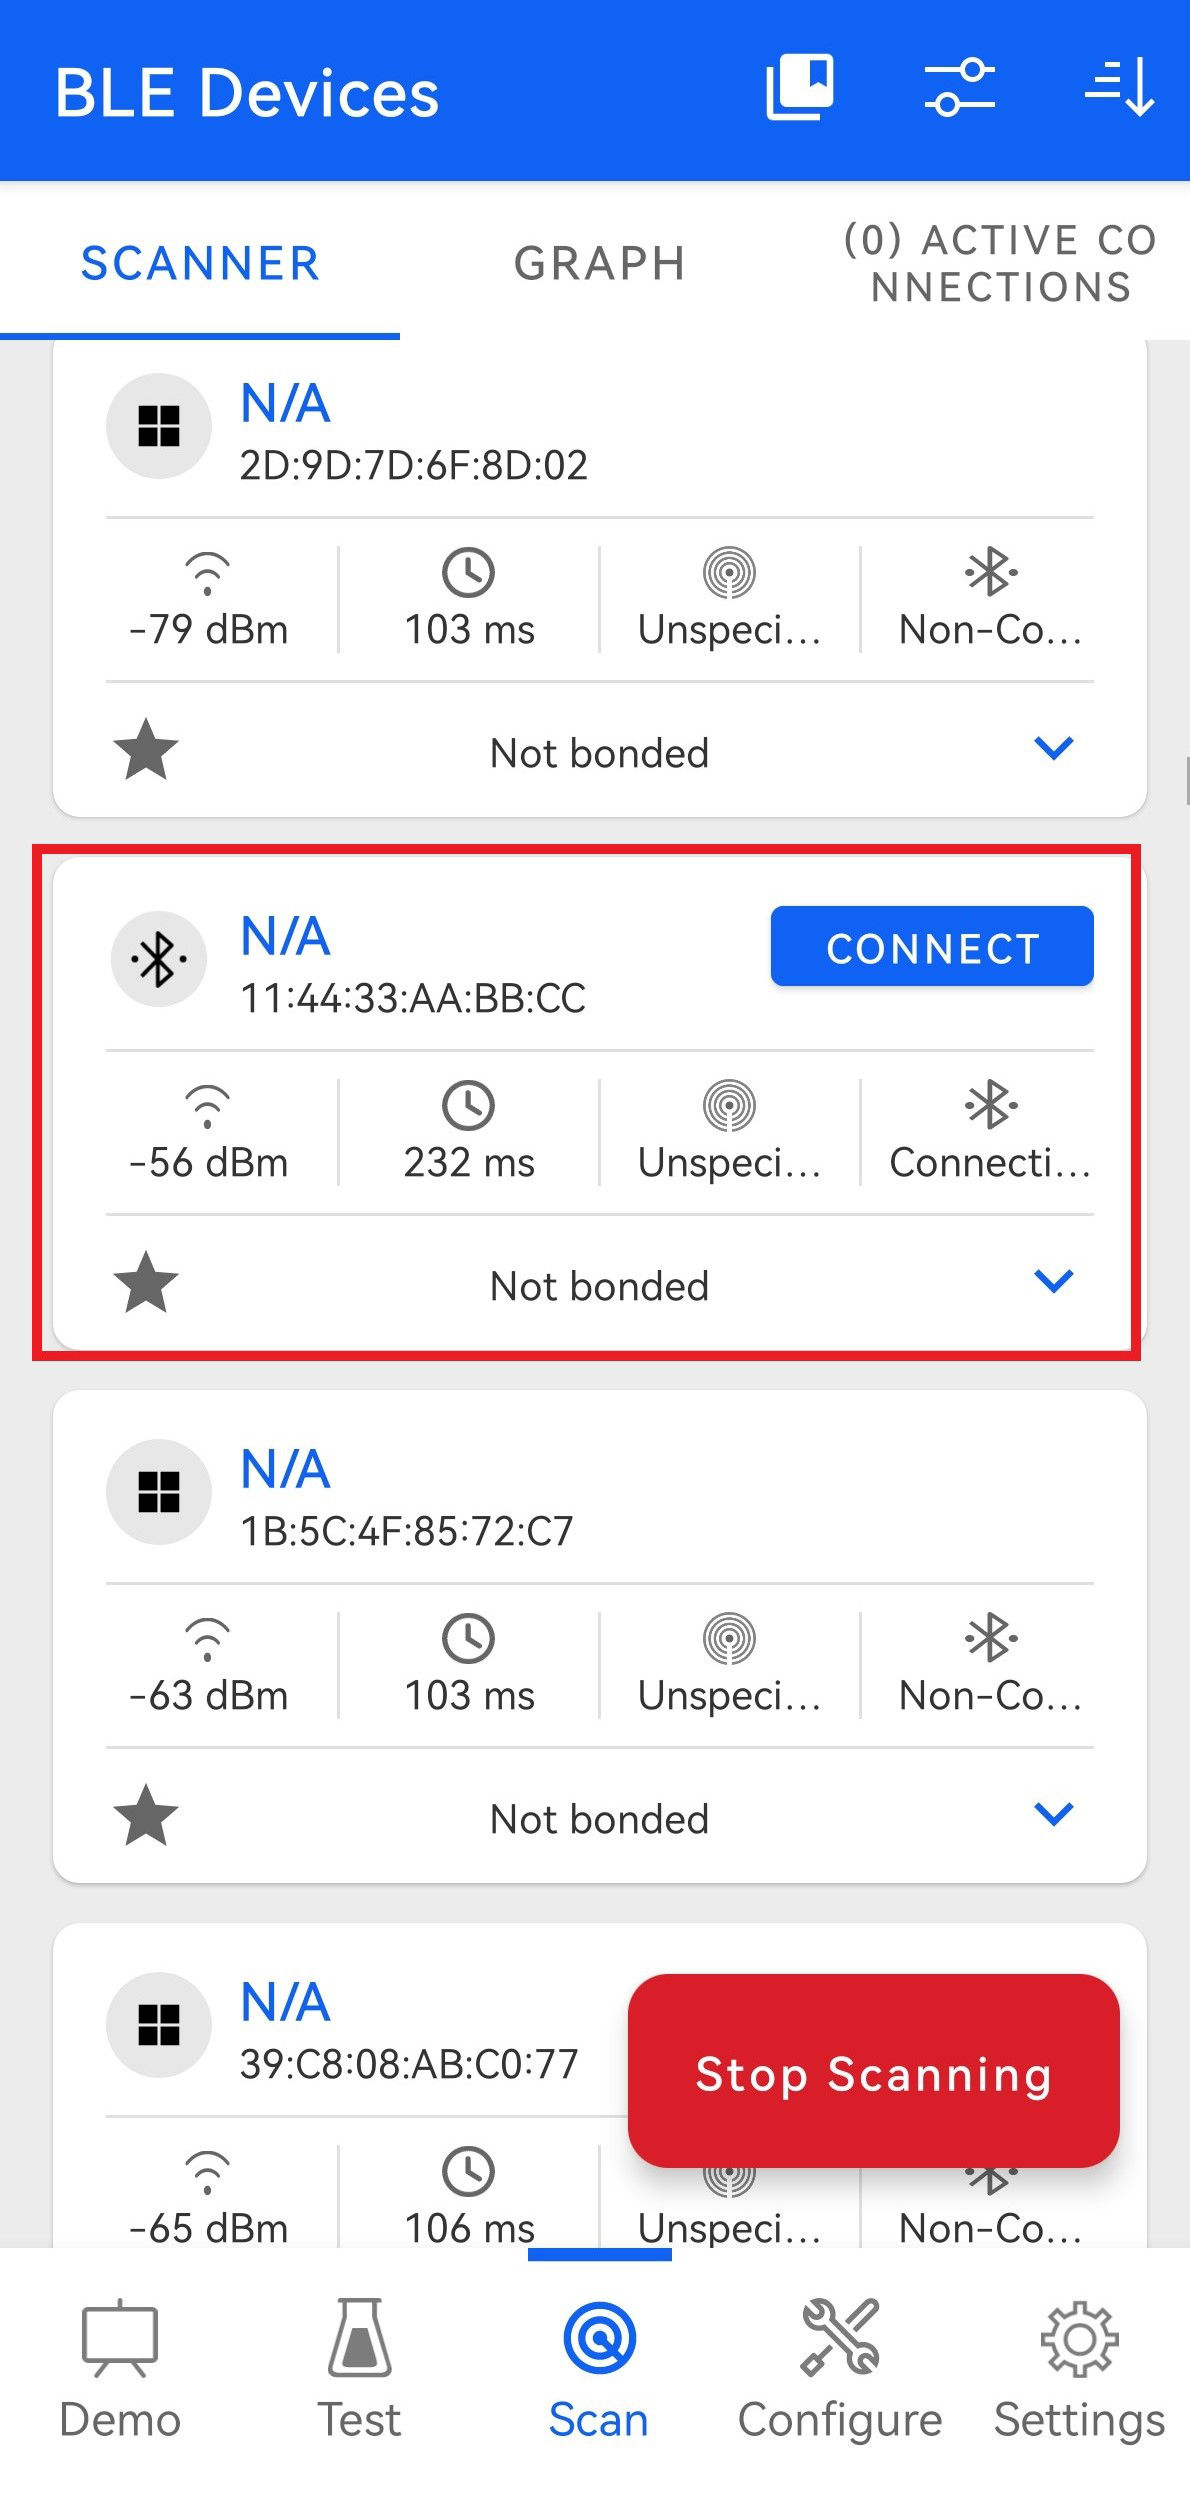 BLE Devices
SCANNER
GRAPH
(0) ACTIVE CO
NNECTIONS
N/A
2D:9D:7D:6F:8D:02
-79 dBm
103 ms
Unspeci...
Non-Co...
Not bonded
N/A
CONNECT
11:44:33:AA:BB:CC
-56 dBm
232 ms
Unspeci...
Connecti...
Not bonded
N/A
1B:5C:4F:85:72:C7
-63 dBm
103 ms
Unspeci...
Non-Co...
Not bonded
N/A
39:C8:08:AB:C0:77
Stop Scanning
-65 dBm
106 ms
Unspeci...
Non-Co...
Demo
Test
Scan
Configure
Settings